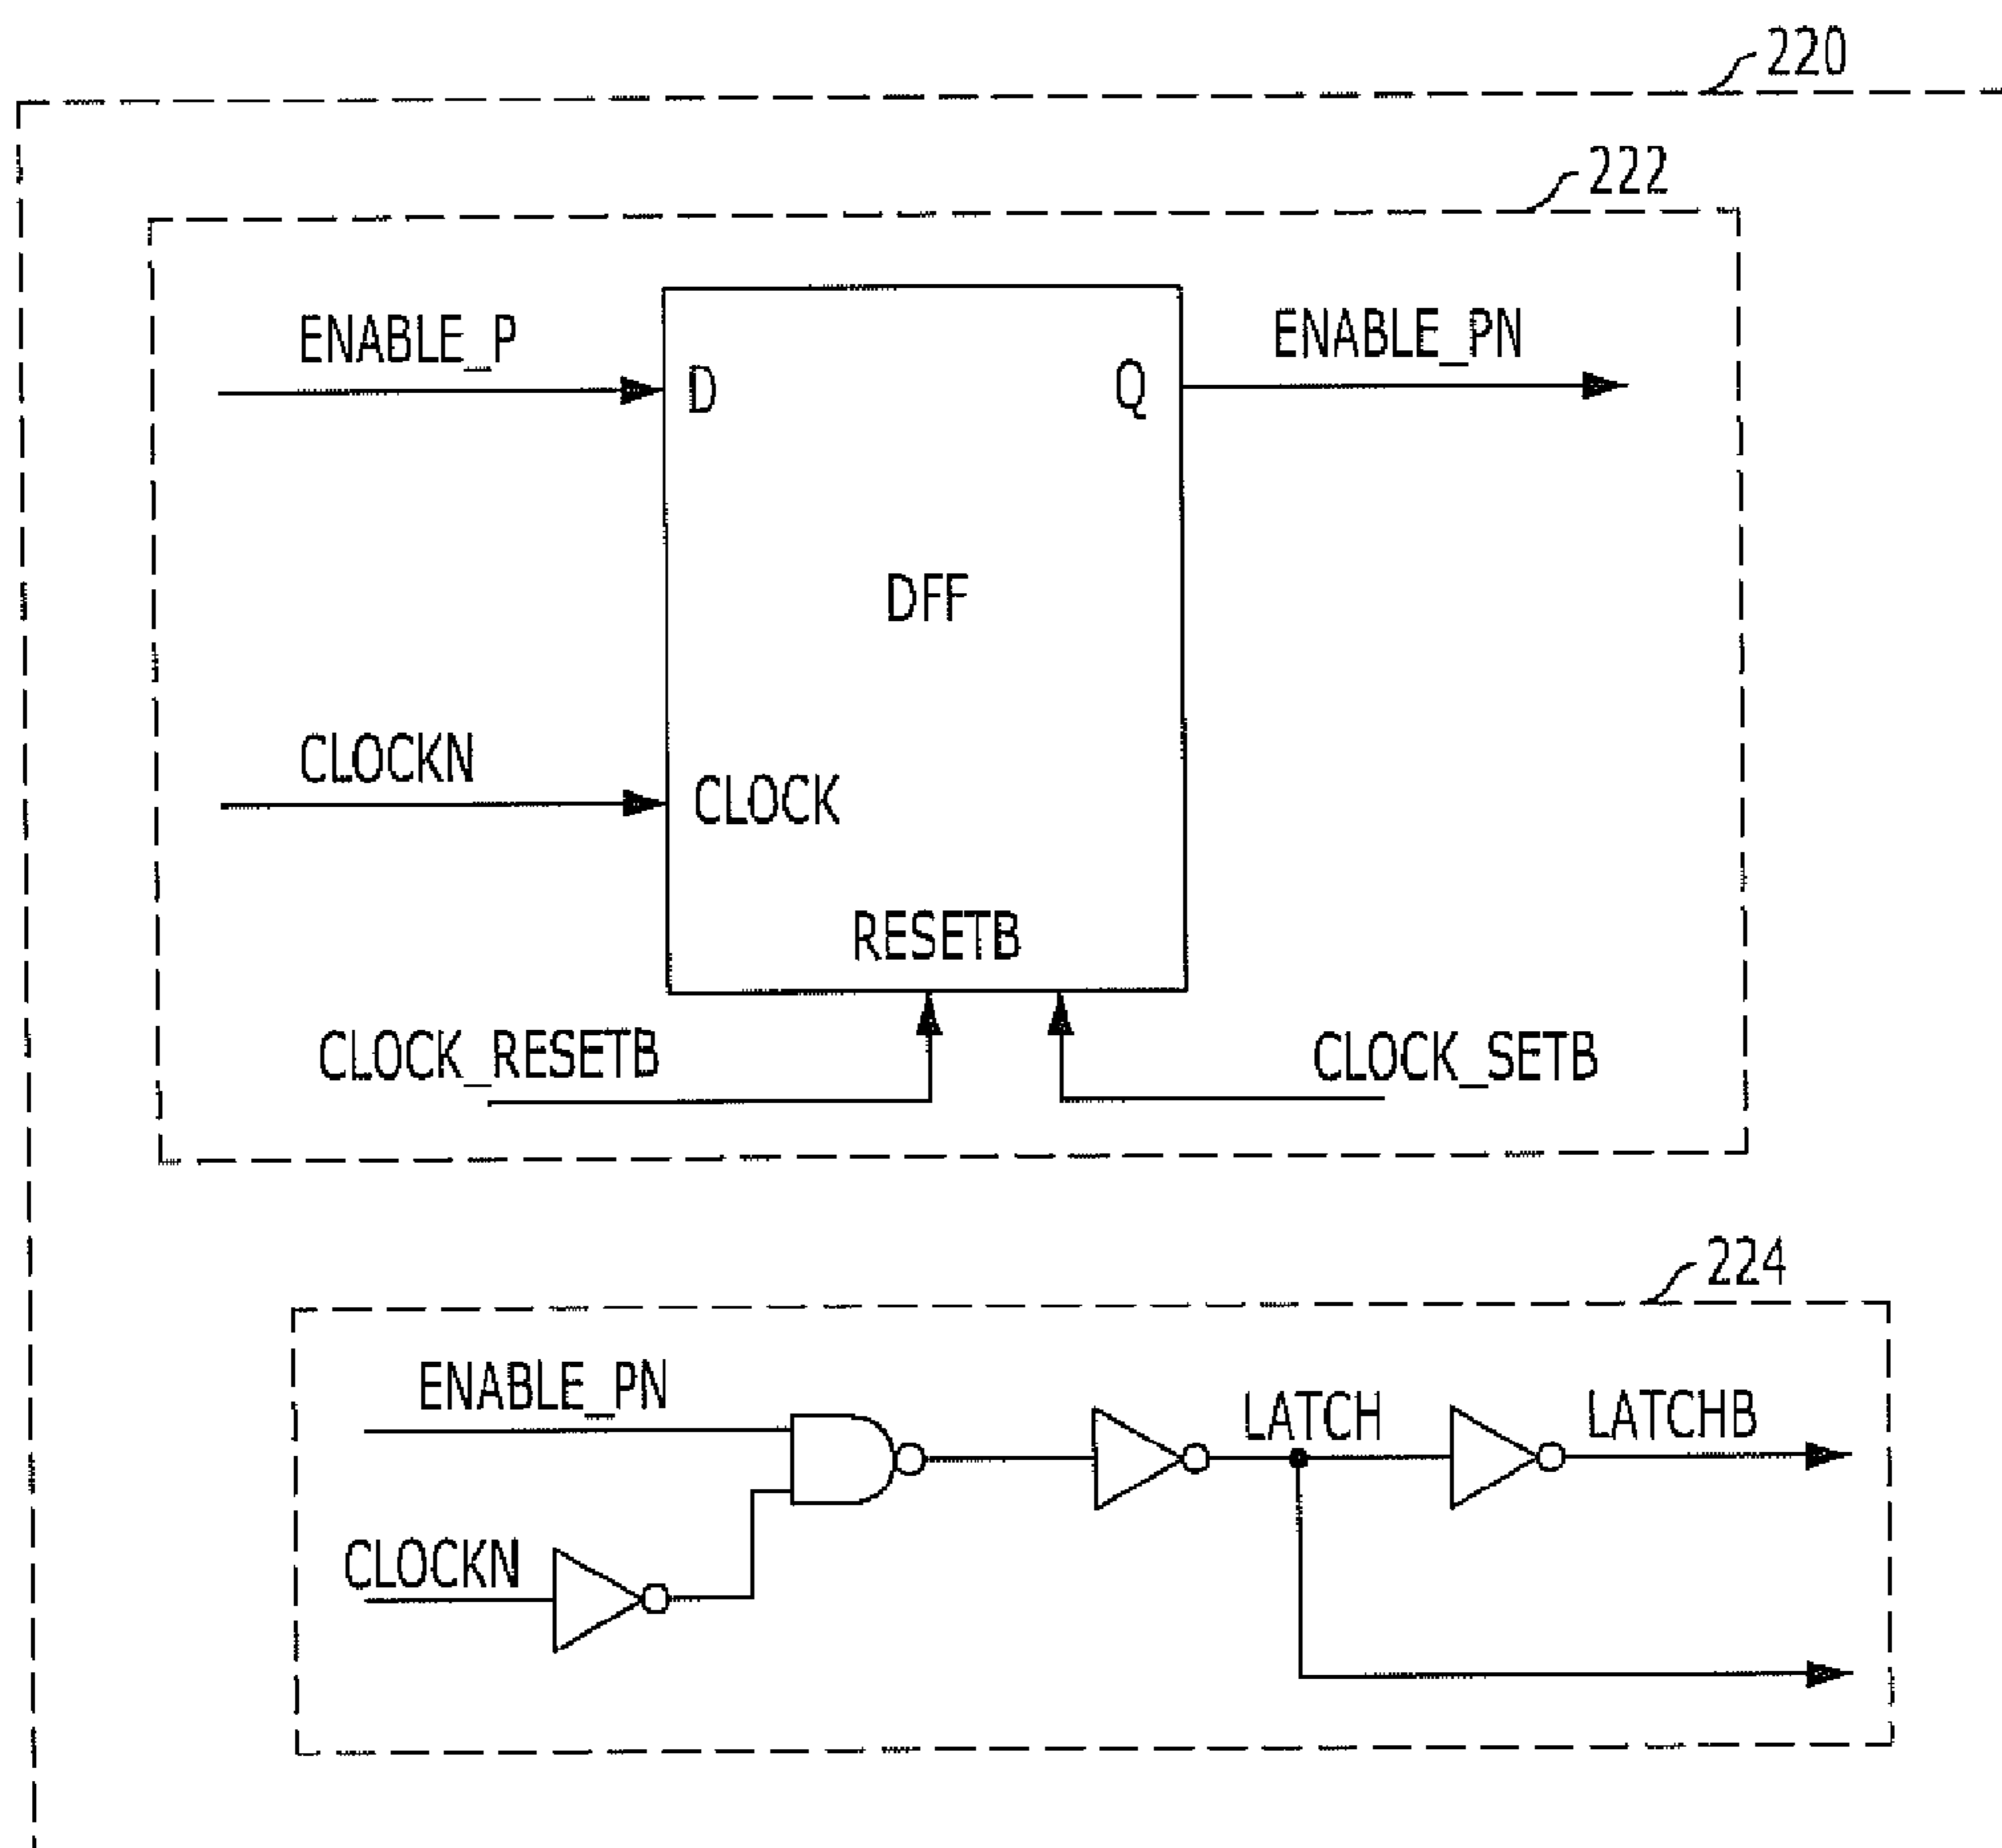 220
222
ENABLE_P
ENABLE_PN
D
Q
DFF
CLOCKN
CLOCK
RESETB
CLOCK_RESETB
CLOCK_SETB
224
ENABLE_PN
LATCH
LATCHB
CLOCKN